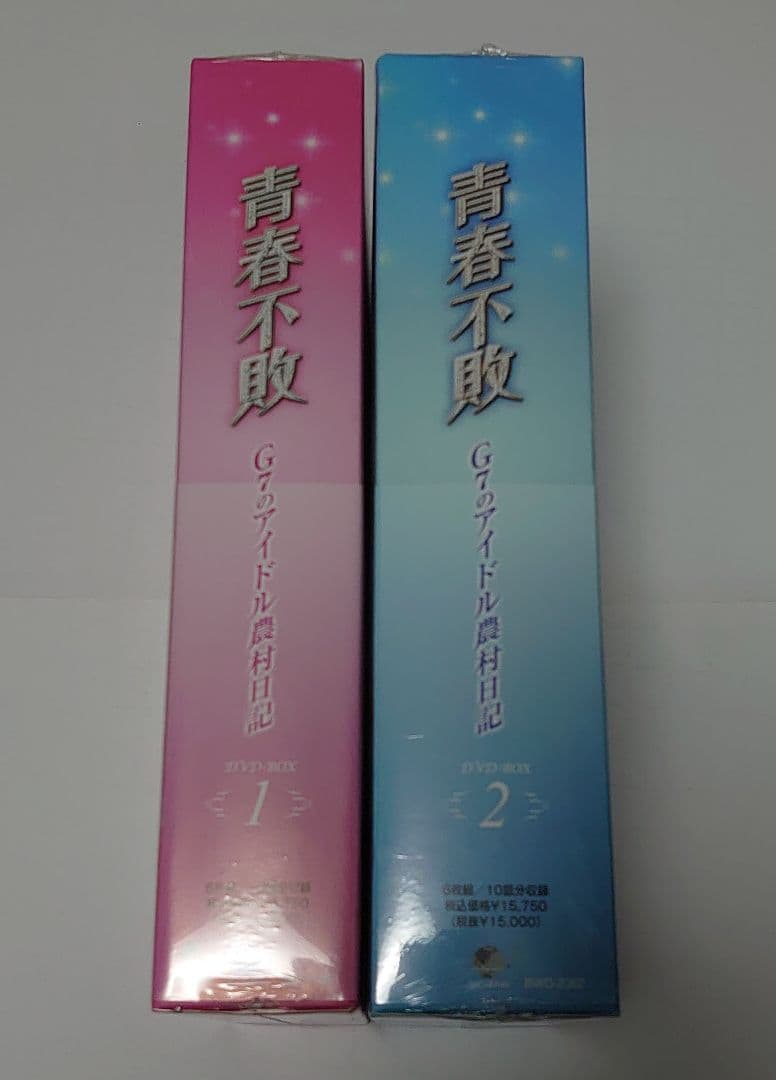 青春不敗
G7のアイドル農村日記
DVD-BOX
1
青春不敗
G7のアイドル農村日記
DVD-BOX
2
6枚組/10話分収録
税込価格¥15,750
(税抜¥15,000)